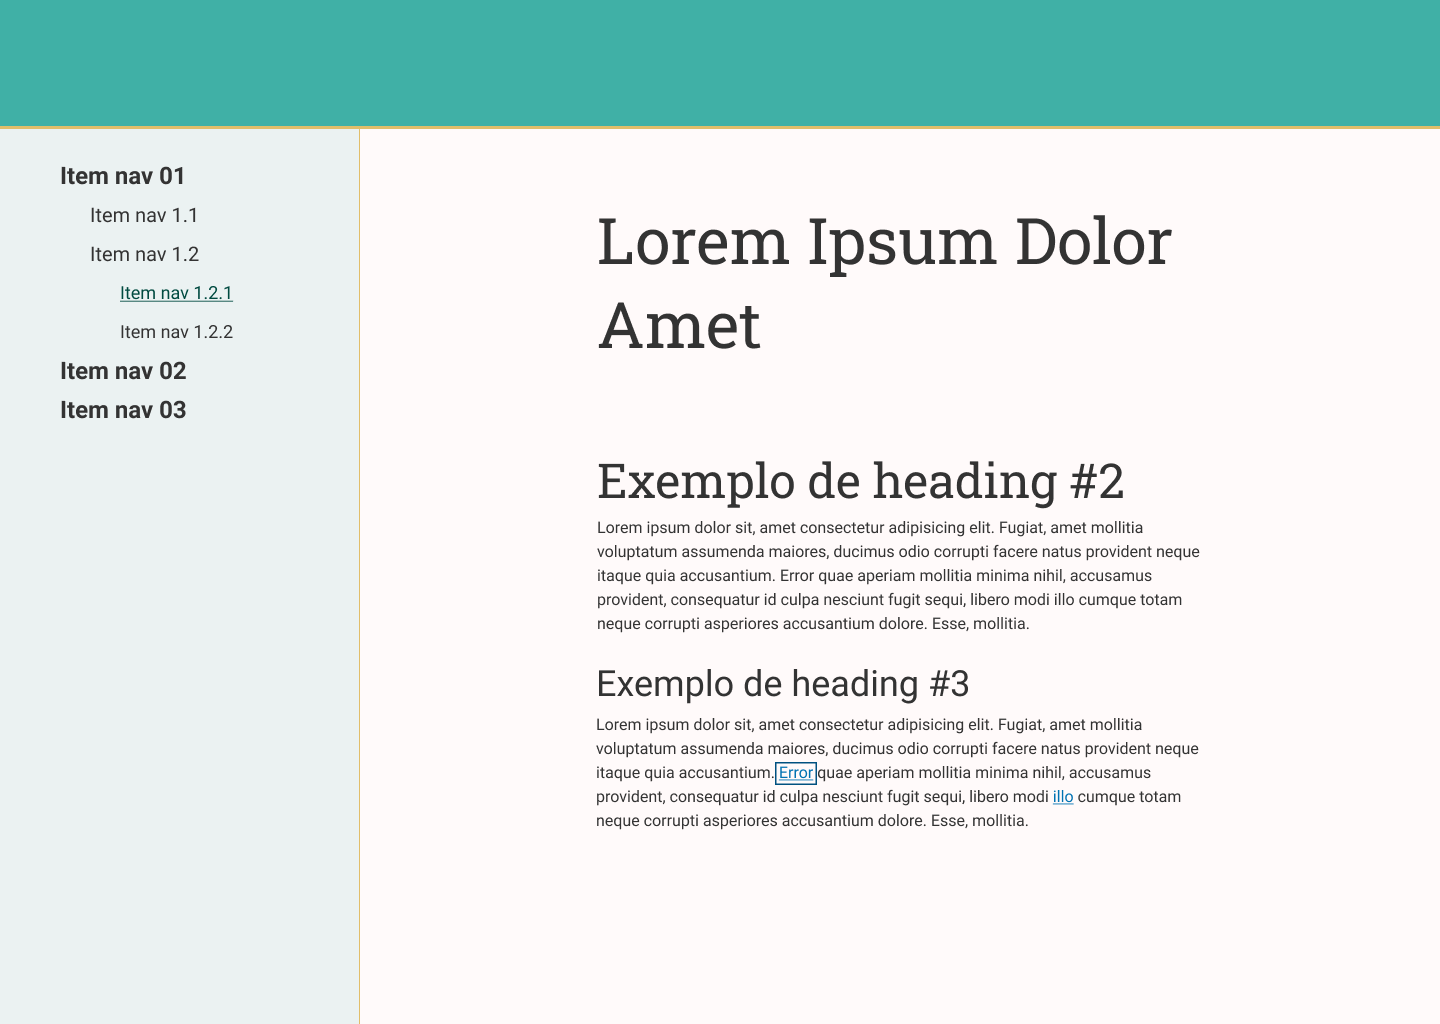 Item nav 01
Item nav 1.1
Item nav 1.2
Item nav 1.2.1
Item nav 1.2.2
Item nav 02
Item nav 03
Lorem Ipsum Dolor
Amet
Exemplo de heading #2
Lorem ipsum dolor sit, amet consectetur adipisicing elit. Fugiat, amet mollitia
voluptatum assumenda maiores, ducimus odio corrupti facere natus provident neque
itaque quia accusantium. Error quae aperiam mollitia minima nihil, accusamus
provident, consequatur id culpa nesciunt fugit sequi, libero modi illo cumque totam
neque corrupti asperiores accusantium dolore. Esse, mollitia.
Exemplo de heading #3
Lorem ipsum dolor sit, amet consectetur adipisicing elit. Fugiat, amet mollitia
voluptatum assumenda maiores, ducimus odio corrupti facere natus provident neque
itaque quia accusantium. Error quae aperiam mollitia minima nihil, accusamus
provident, consequatur id culpa nesciunt fugit sequi, libero modi illo cumque totam
neque corrupti asperiores accusantium dolore. Esse, mollitia.